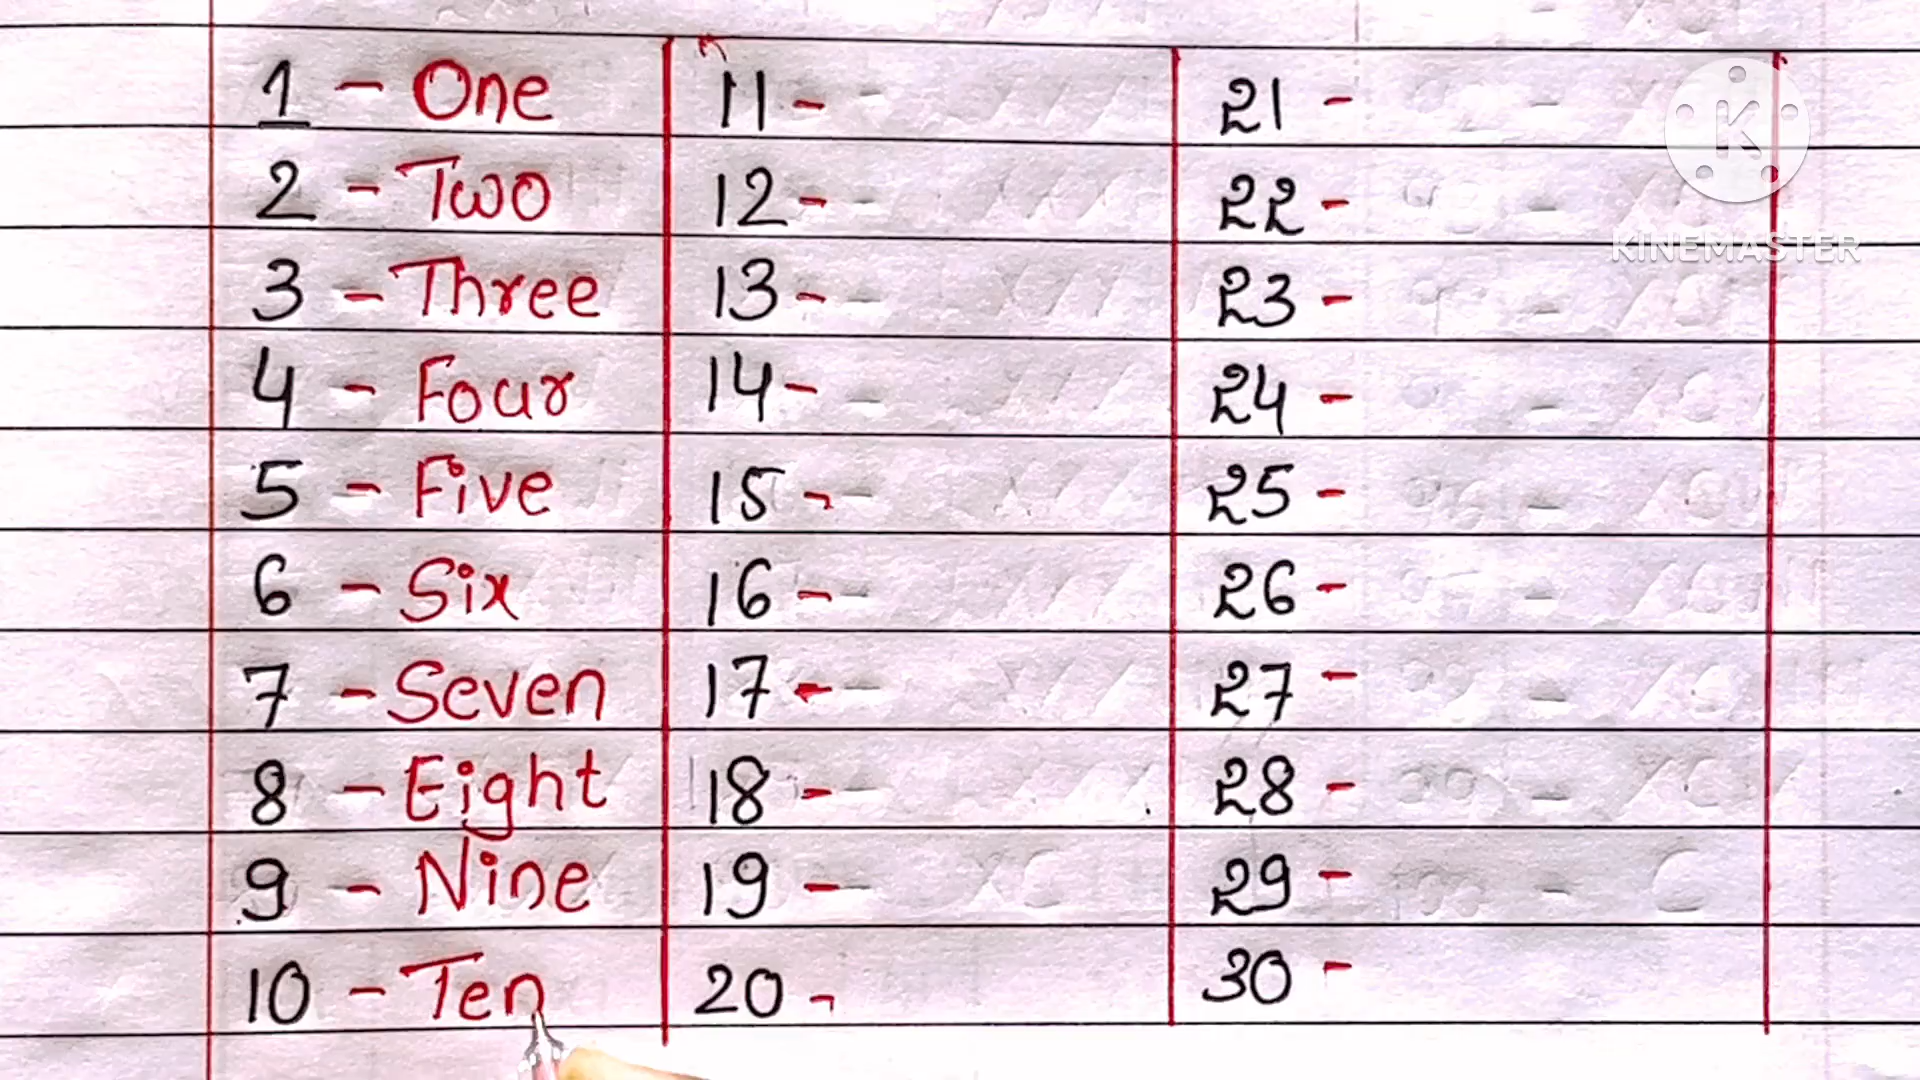 1 - One
2 - Two
3 - Three
4 - Four
5 - Five
6 - Six
7 - Seven
8 - Eight
9 - Nine
10 - Ten
11 -
12 -
13 -
14 -
15 -
16 -
17 -
18 -
19 -
20 -
21 -
22 -
23 -
24 -
25 -
26 -
27 -
28 -
29 -
30 -
K
KINEMASTER